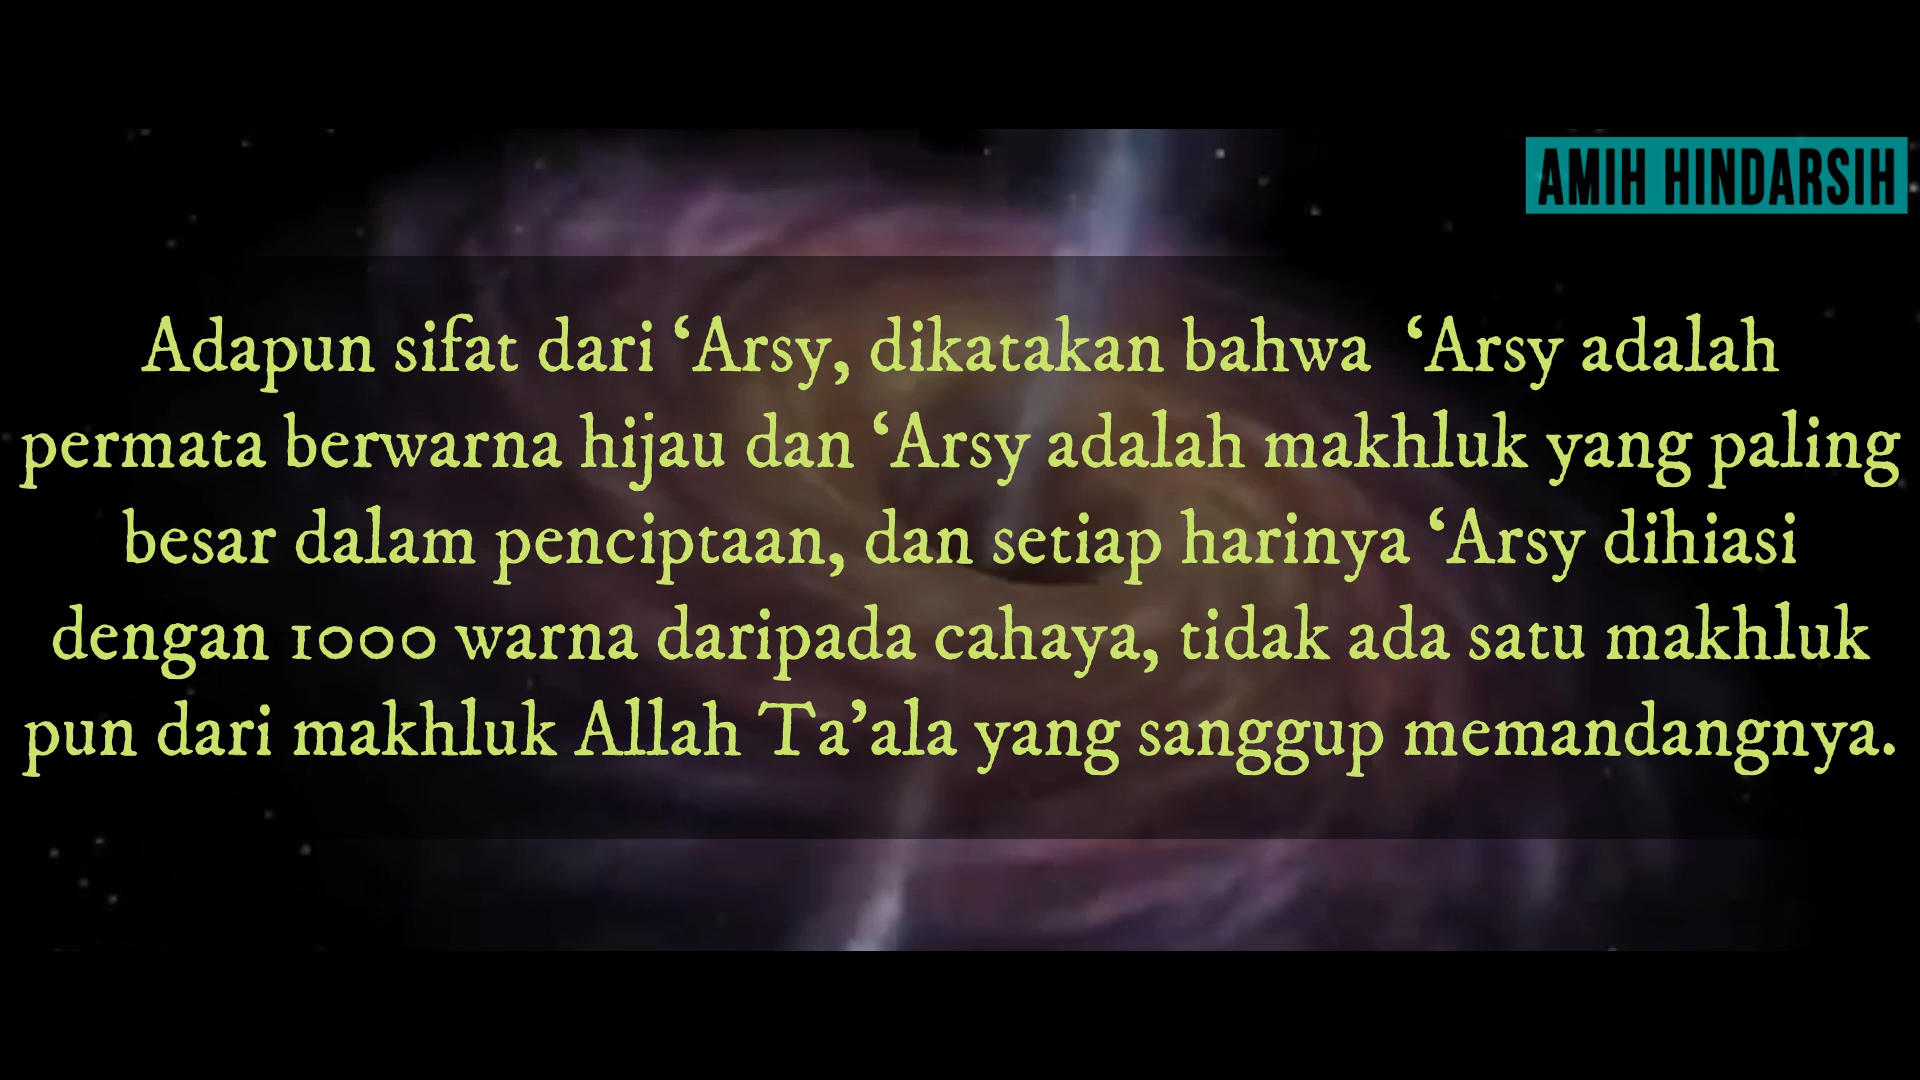 AMIH HINDARSIH
Adapun sifat dari ‘Arsy, dikatakan bahwa  ‘Arsy adalah
permata berwarna hijau dan ‘Arsy adalah makhluk yang paling
besar dalam penciptaan, dan setiap harinya ‘Arsy dihiasi
dengan 1000 warna daripada cahaya, tidak ada satu makhluk
pun dari makhluk Allah Ta’ala yang sanggup memandangnya.